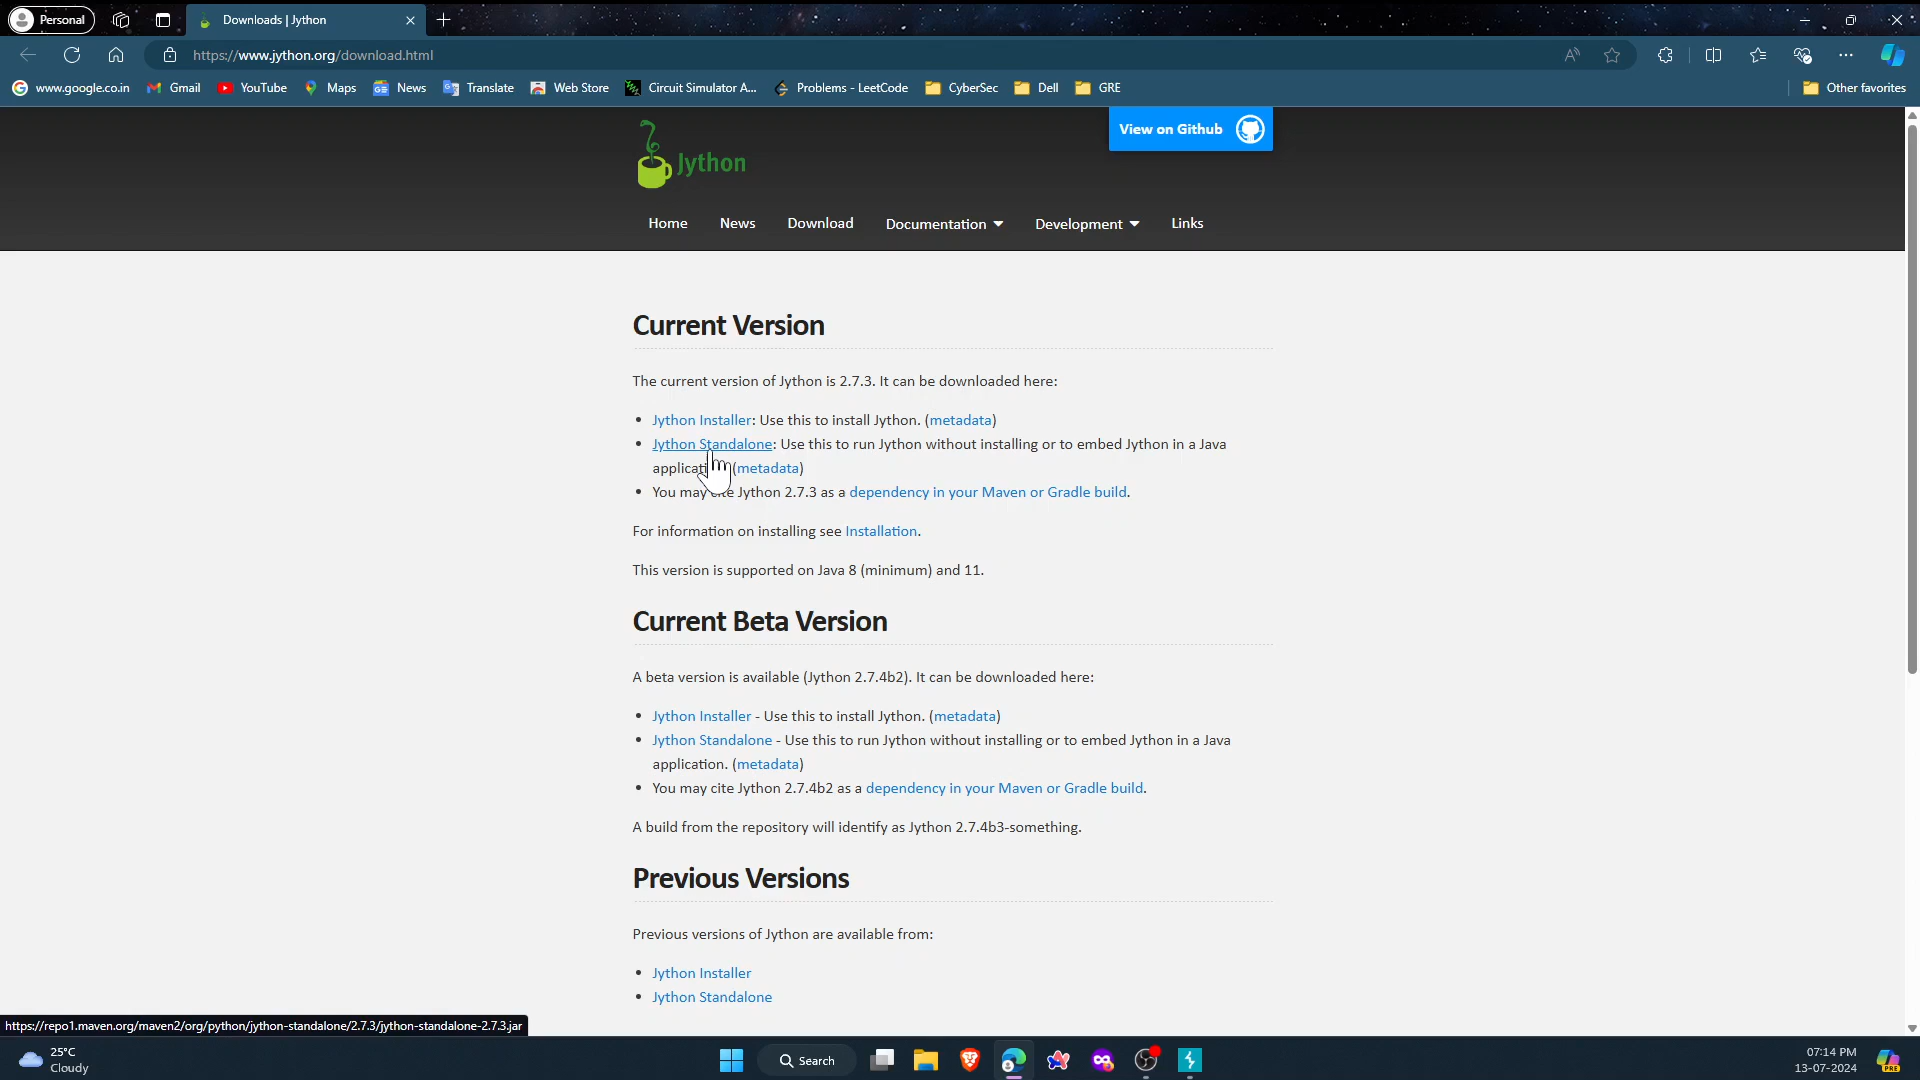 Personal
Downloads | Jython
https://www.jython.org/download.html
www.google.co.in Gmail YouTube Maps News Translate Web Store Circuit Simulator A... Problems - LeetCode CyberSec Dell GRE Other favorites
View on Github
Jython
Home News Download Documentation Development Links
Current Version
The current version of Jython is 2.7.3. It can be downloaded here:
• Jython Installer: Use this to install Jython. (metadata)
• Jython Standalone: Use this to run Jython without installing or to embed Jython in a Java
(metadata)
• You may Jython 2.7.3 as a dependency in your Maven or Gradle build.
For information on installing see Installation.
This version is supported on Java 8 (minimum) and 11.
Current Beta Version
A beta version is available (Jython 2.7.4b2). It can be downloaded here:
• Jython Installer - Use this to install Jython. (metadata)
• Jython Standalone - Use this to run Jython without installing or to embed Jython in a Java
application. (metadata)
• You may cite Jython 2.7.4b2 as a dependency in your Maven or Gradle build.
A build from the repository will identify as Jython 2.7.4b3-something.
Previous Versions
Previous versions of Jython are available from:
• Jython Installer
• Jython Standalone
https://repo1.maven.org/maven2/org/python/jython-standalone/2.7.3/jython-standalone-2.7.3.jar
25°C
Cloudy
Search
07:14 PM
13-07-2024
PRE